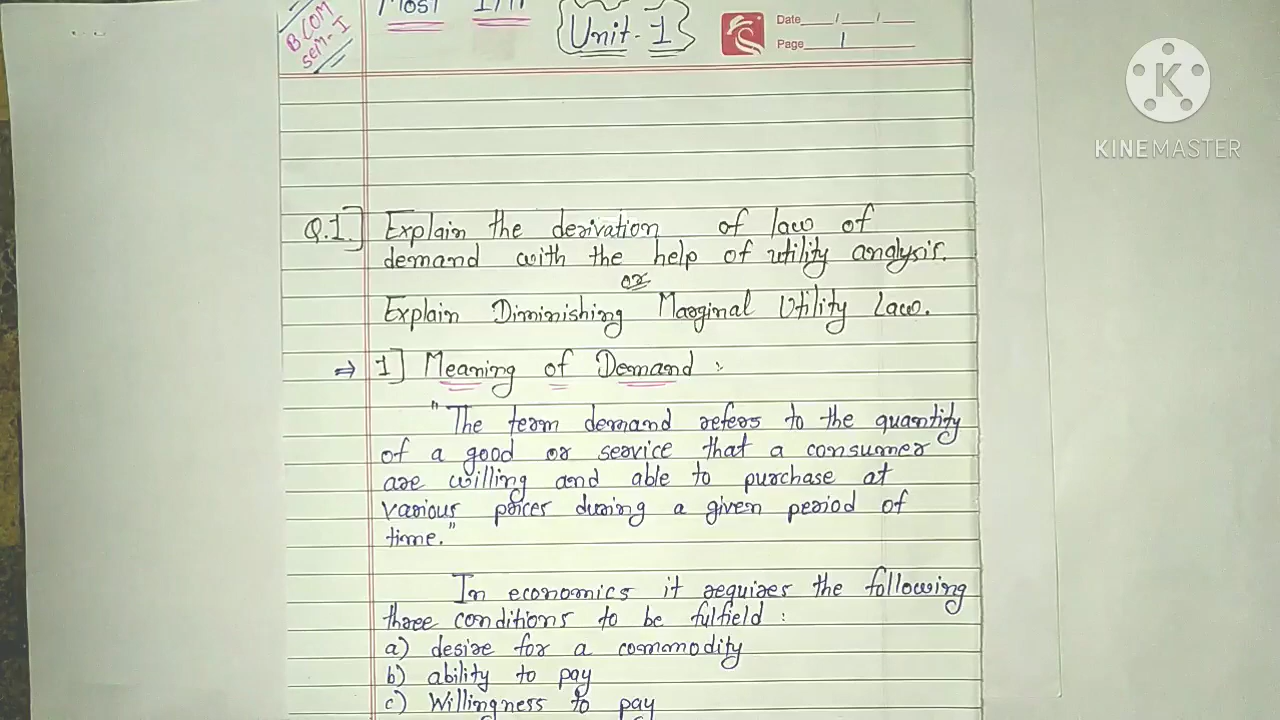 B.COM
Sem-I
Most Imp
Unit-1
Date__/__/__
Page 1
KINEMASTER
Q.1] Explain the derivation of law of
demand with the help of utility analysis.
or
Explain Diminishing Marginal Utility Law.
⇒ 1] Meaning of Demand :
"The term demand refers to the quantity
of a good or service that a consumer
are willing and able to purchase at
various prices during a given period of
time."
In economics it requires the following
three conditions to be fulfield :
a) desire for a commodity
b) ability to pay
c) Willingness to pay